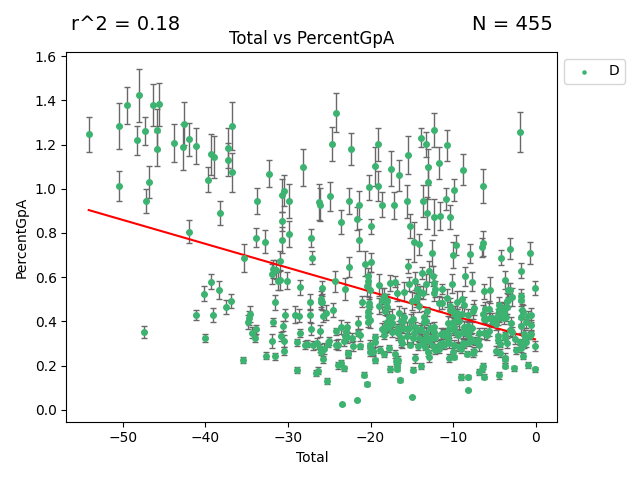 r^2 = 0.18 N = 455
Total vs PercentGpA
D
1.6
1.4
1.2
1.0
0.8
0.6
0.4
0.2
0.0
PercentGpA
−50 −40 −30 −20 −10 0
Total